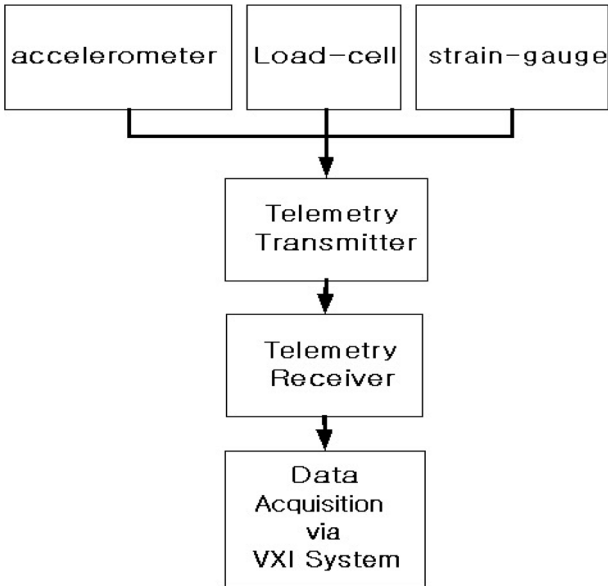 accelerometer
Load-cell
strain-gauge
Telemetry
Transmitter
Telemetry
Receiver
Data
Acquisition
via
VXI System